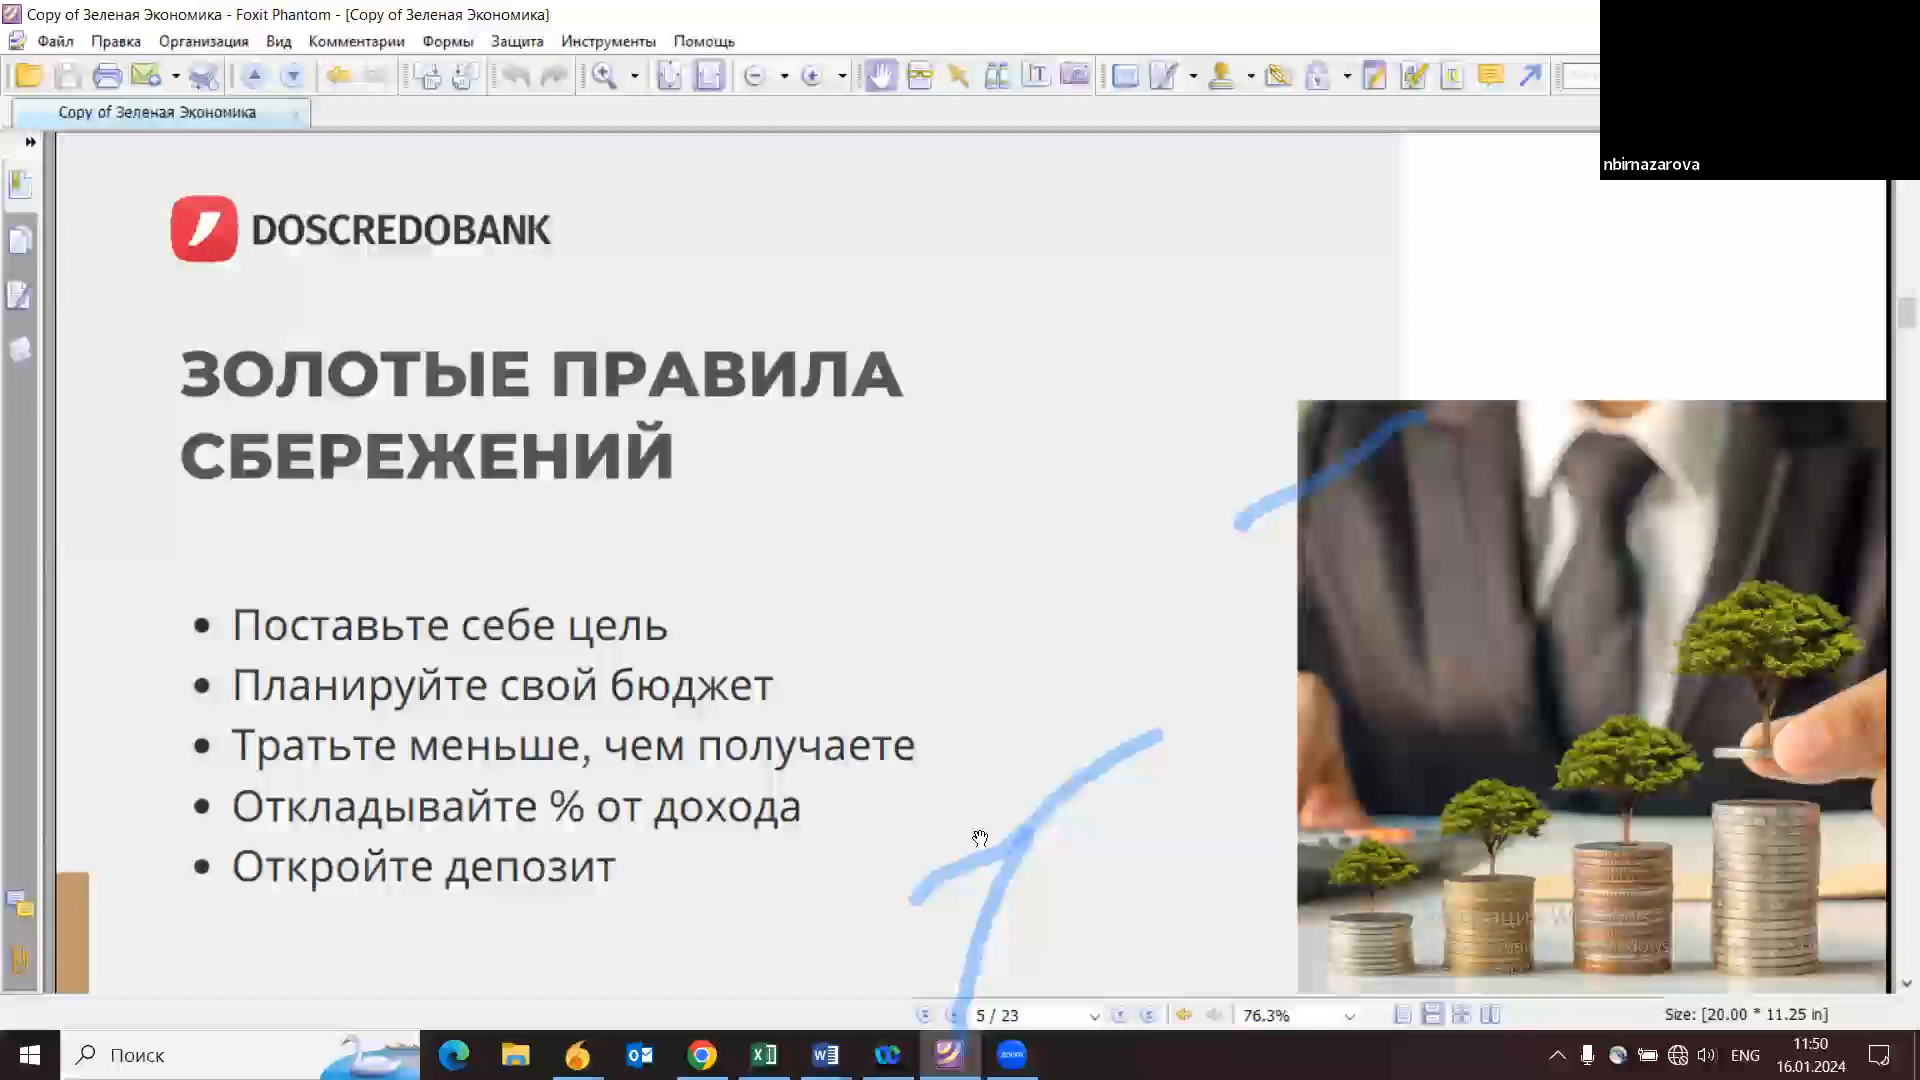 Copy of Зеленая Экономика - Foxit Phantom - [Copy of Зеленая Экономика]
Файл Правка Организация Вид Комментарии Формы Защита Инструменты Помощь
Copy of Зеленая Экономика
nbirnazarova
DOSCREDOBANK
ЗОЛОТЫЕ ПРАВИЛА
СБЕРЕЖЕНИЙ
• Поставьте себе цель
• Планируйте свой бюджет
• Тратьте меньше, чем получаете
• Откладывайте % от дохода
• Откройте депозит
5 / 23
76,3%
Size: [20.00 * 11.25 in]
Поиск
zoom
ENG
11:50
16.01.2024